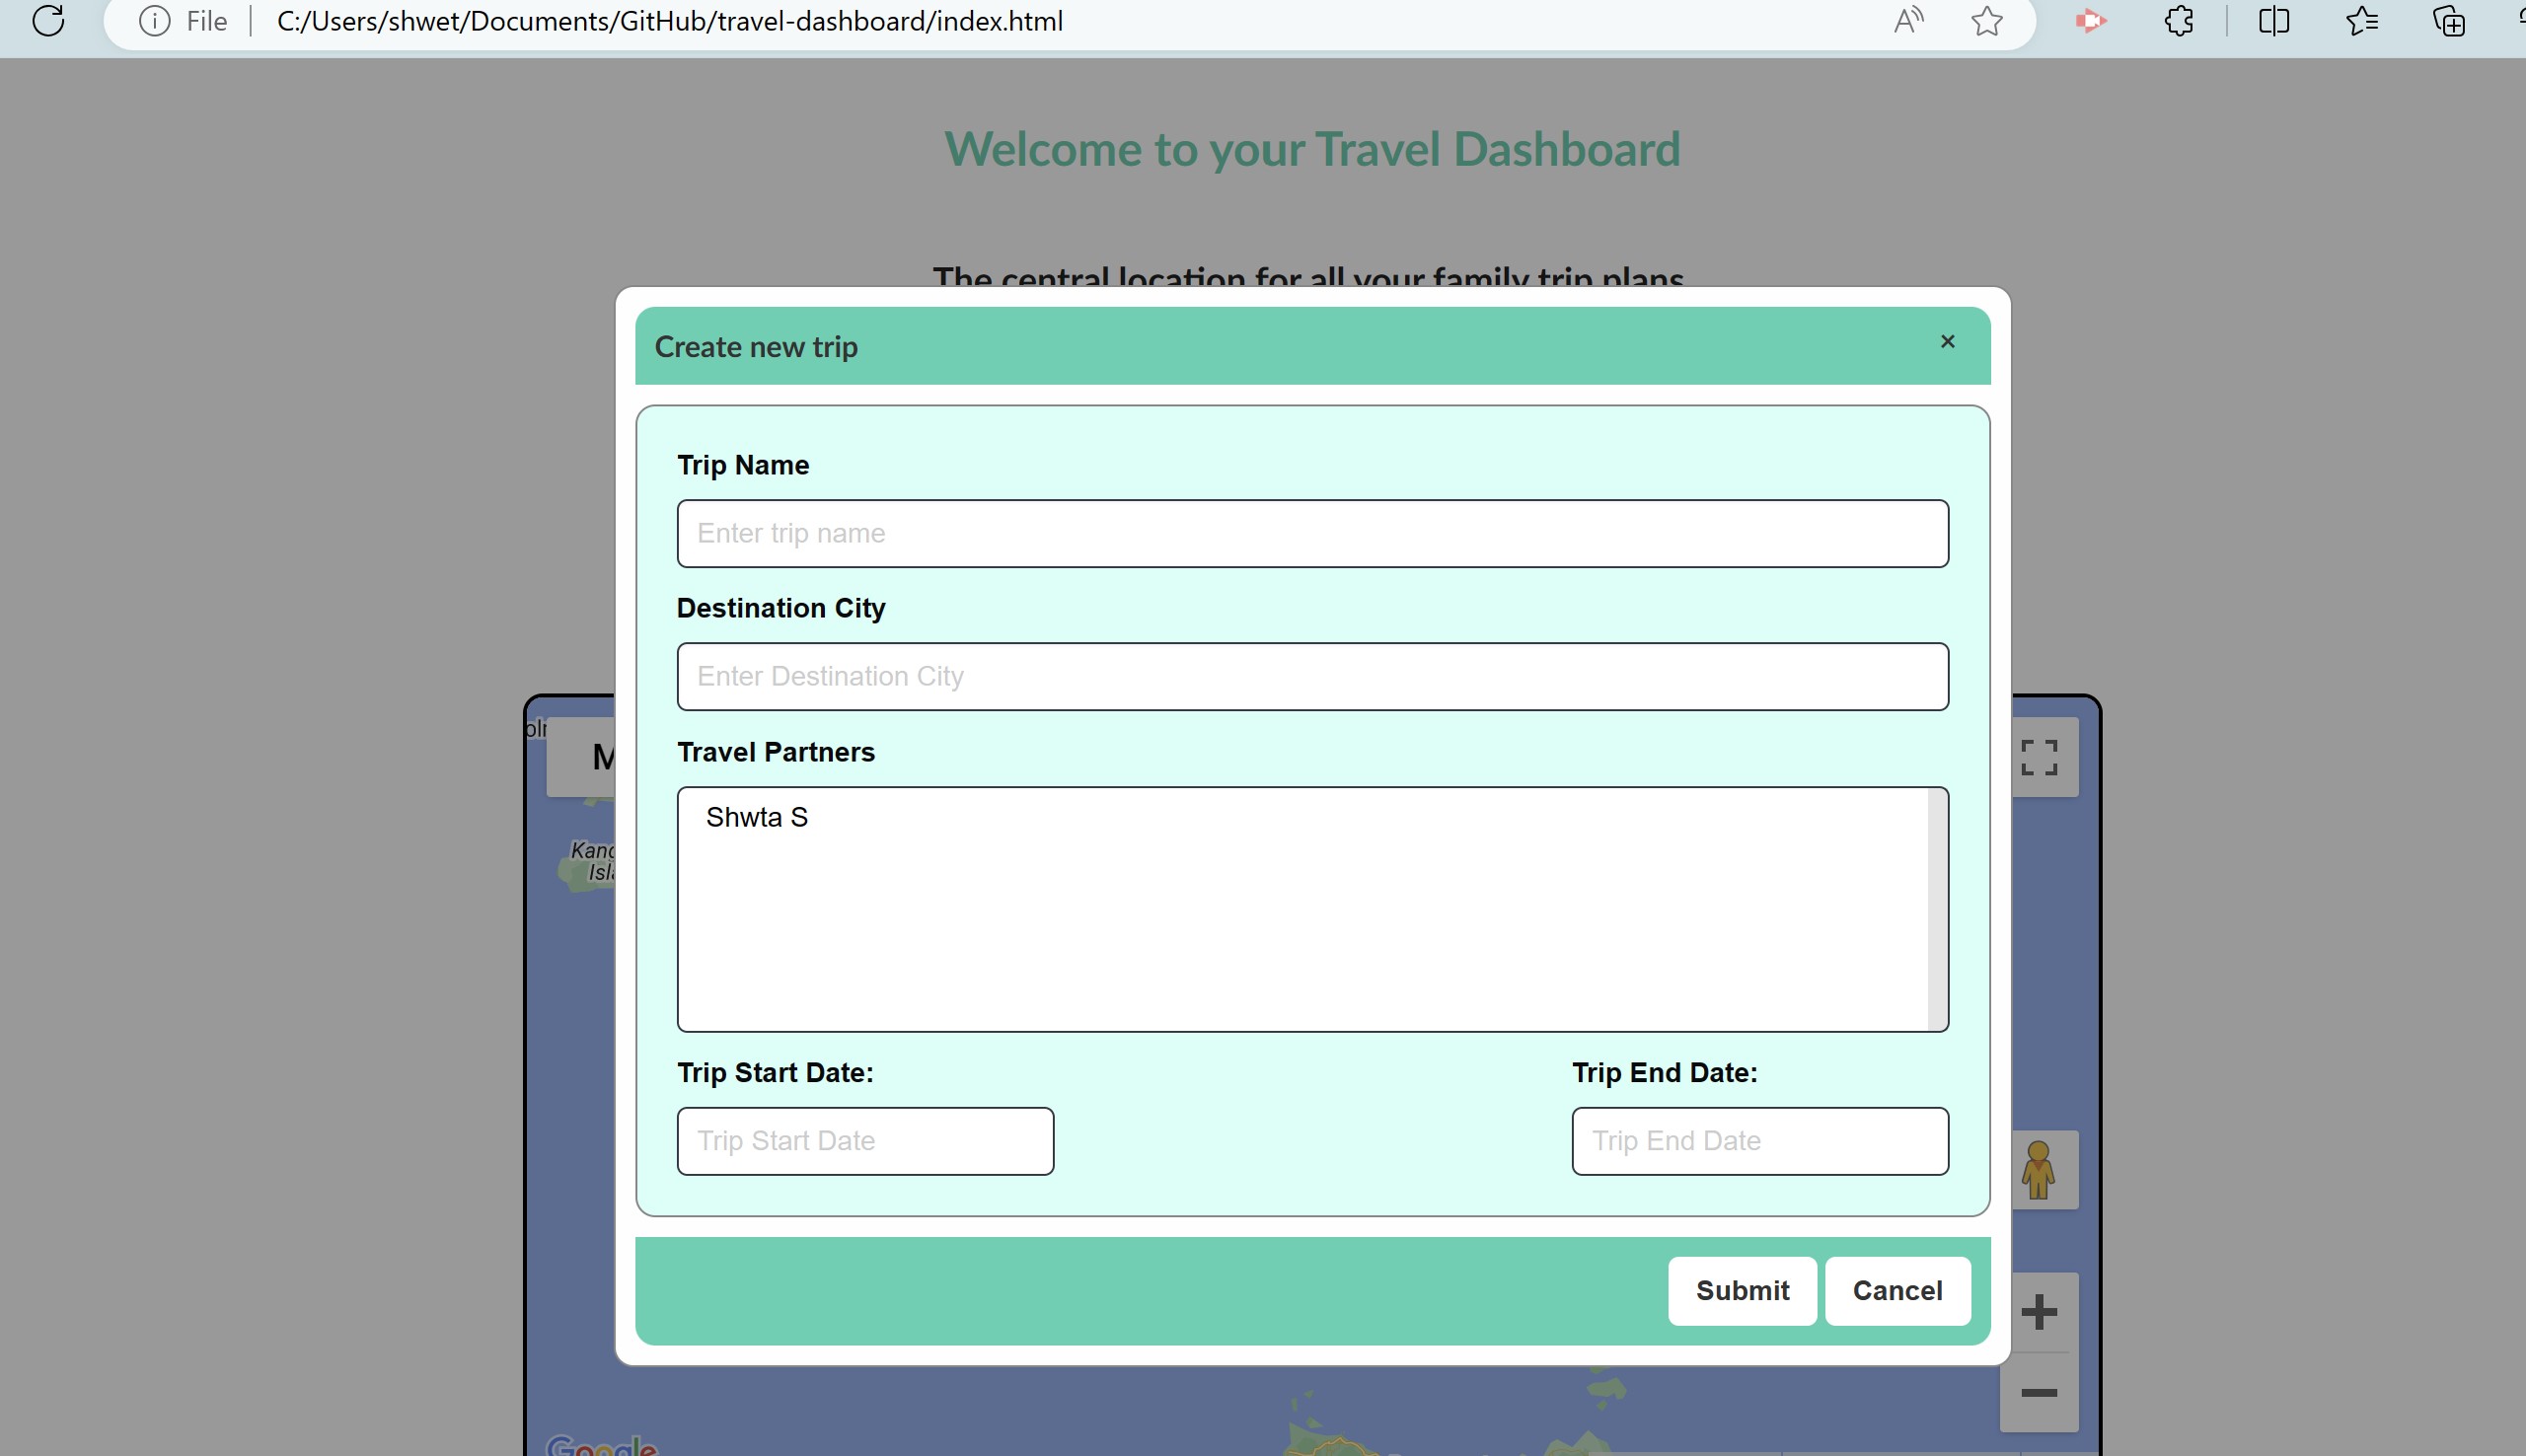 File C:/Users/shwet/Documents/GitHub/travel-dashboard/index.html
Welcome to your Travel Dashboard
The central location for all your family trip plans
Create new trip ×
Trip Name
Enter trip name
Destination City
Enter Destination City
Travel Partners
Shwta S
Trip Start Date: Trip End Date:
Trip Start Date Trip End Date
Submit Cancel
Google